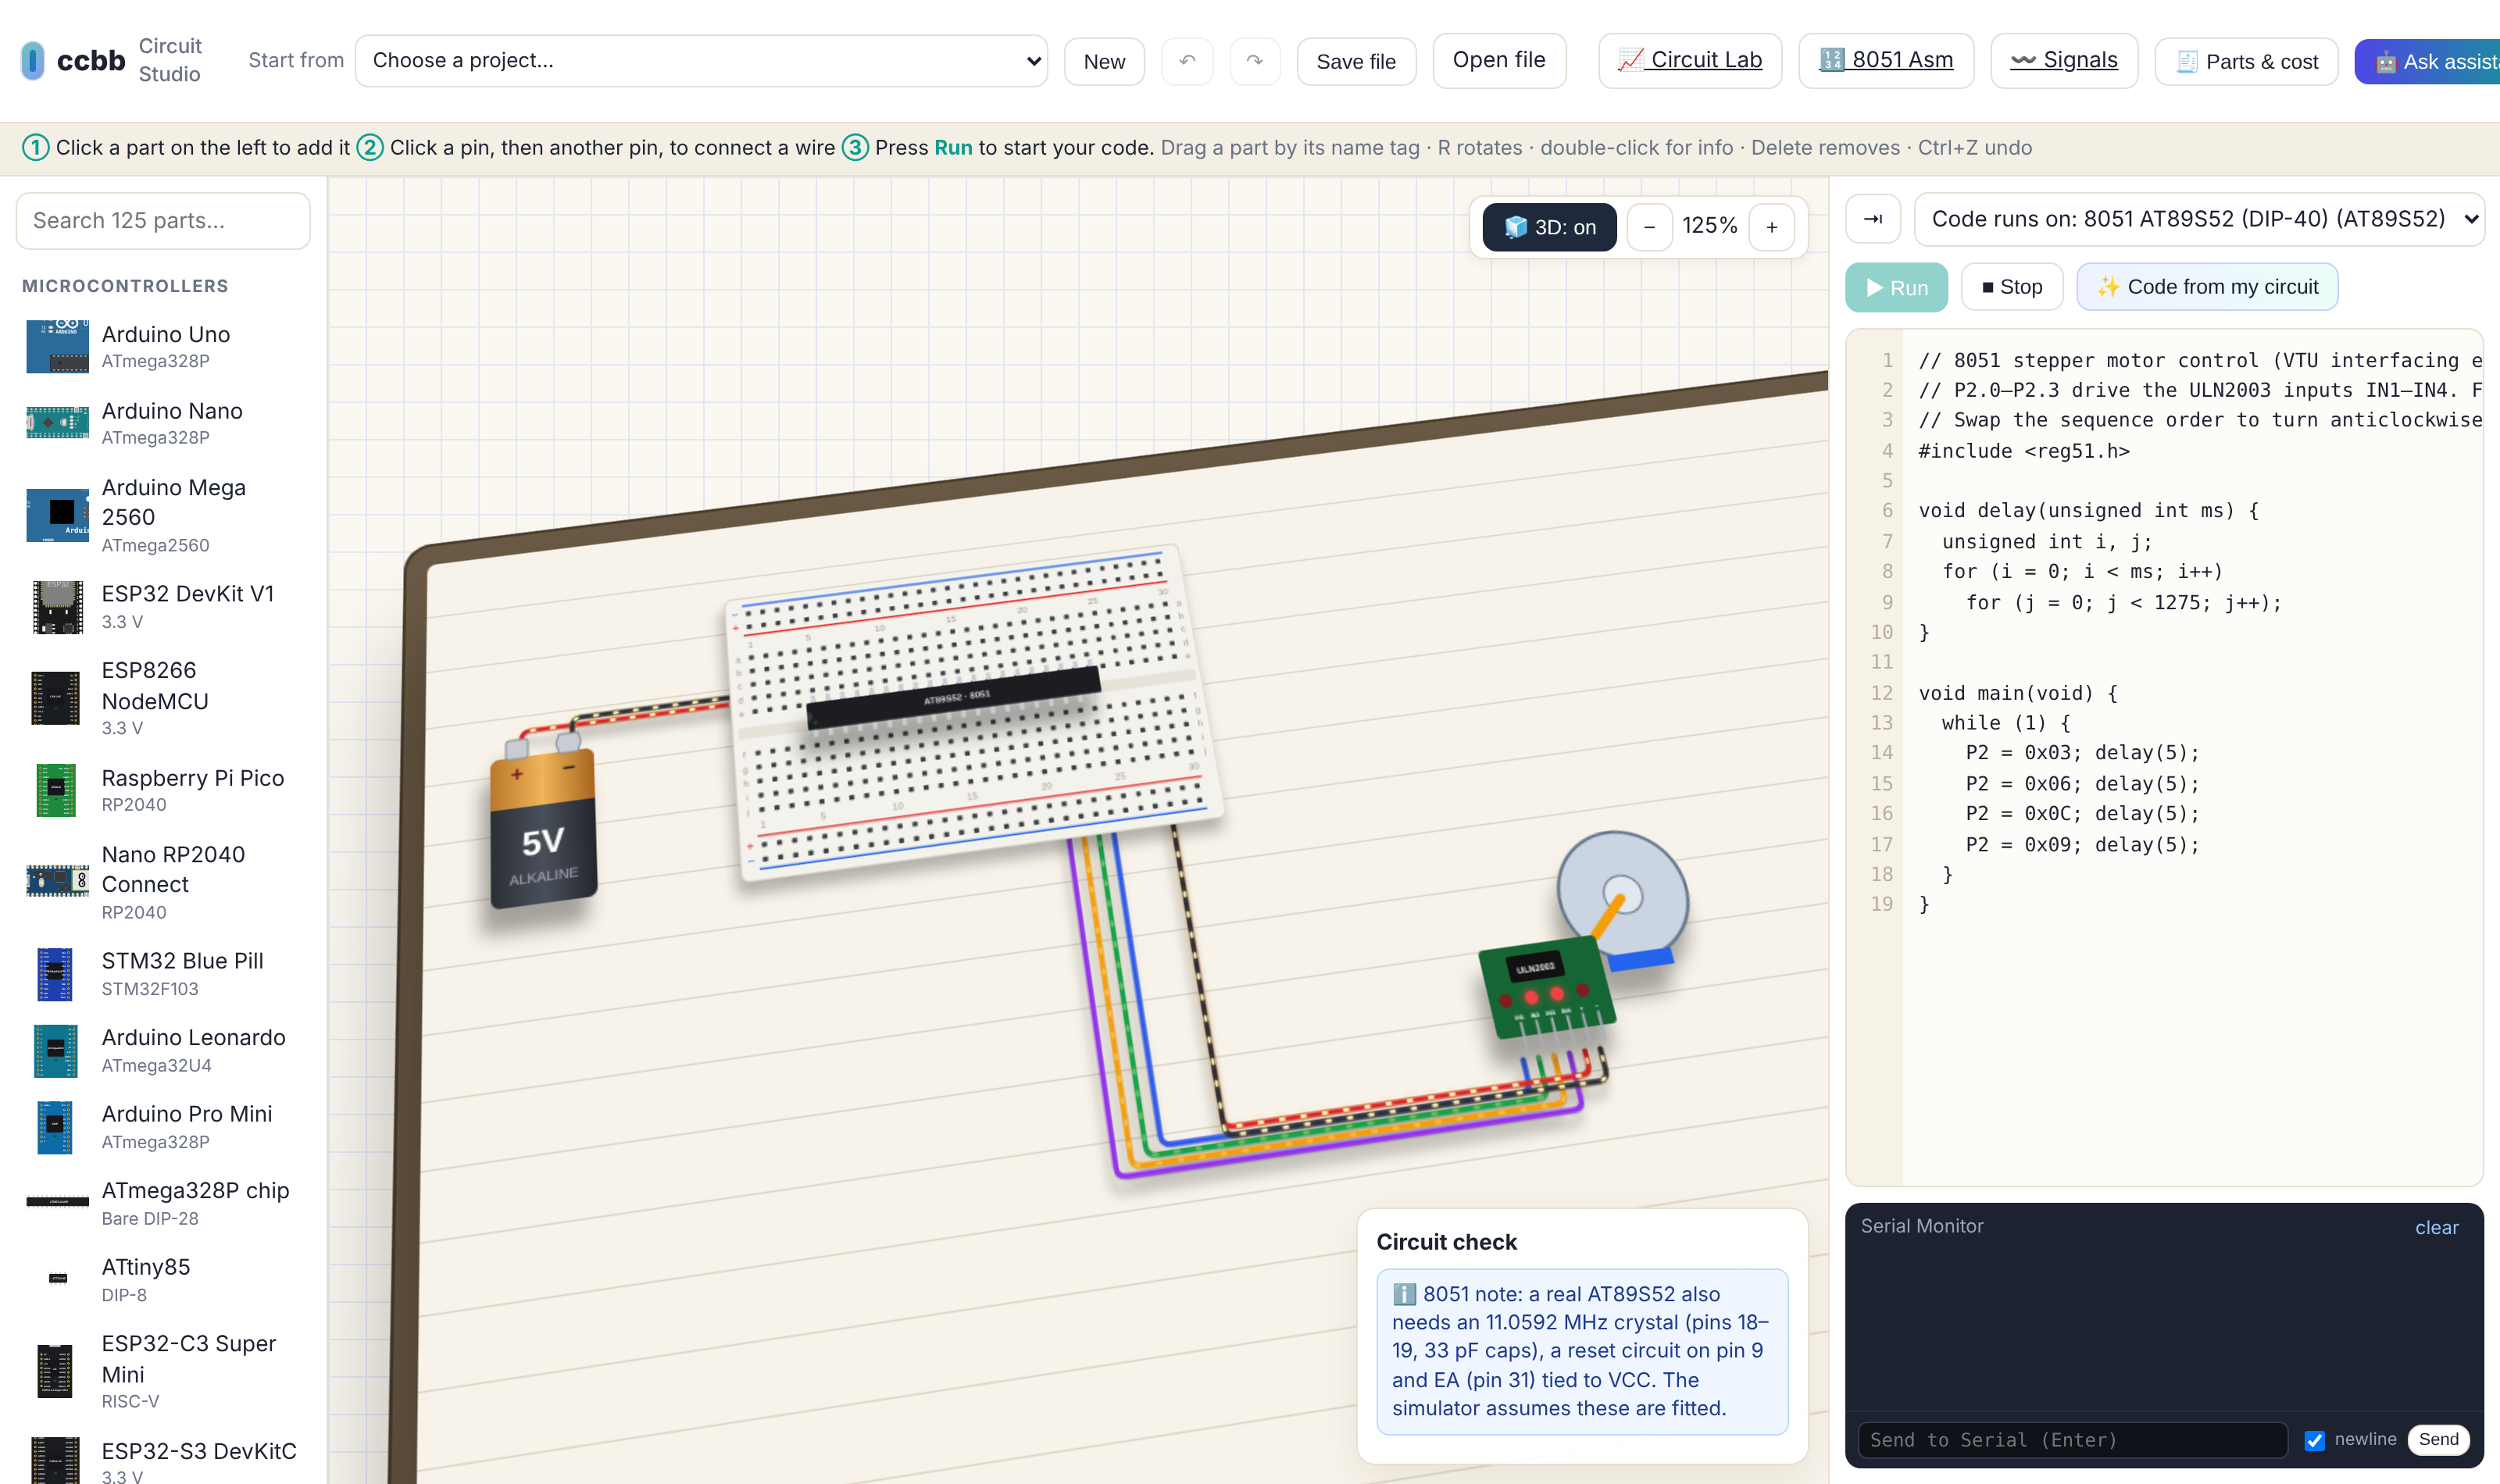 ccbb
Circuit
Studio
Start from
Choose a project...
New
↶
↷
Save file
Open file
📈 Circuit Lab
🔢 8051 Asm
〰️ Signals
🧾 Parts & cost
🤖 Ask
1 Click a part on the left to add it 2 Click a pin, then another pin, to connect a wire 3 Press Run to start your code. Drag a part by its name tag · R rotates · double-click for info · Delete removes · Ctrl+Z undo
Search 125 parts...
MICROCONTROLLERS
Arduino Uno
ATmega328P
Arduino Nano
ATmega328P
Arduino Mega
2560
ATmega2560
ESP32 DevKit V1
3.3 V
ESP8266
NodeMCU
3.3 V
Raspberry Pi Pico
RP2040
Nano RP2040
Connect
RP2040
STM32 Blue Pill
STM32F103
Arduino Leonardo
ATmega32U4
Arduino Pro Mini
ATmega328P
ATmega328P chip
Bare DIP-28
ATtiny85
DIP-8
ESP32-C3 Super
Mini
RISC-V
ESP32-S3 DevKitC
3.3 V
🧊 3D: on
−
125%
+
AT89S52 · 8051
+ −
5V
ALKALINE
ULN2003
Circuit check
ℹ️ 8051 note: a real AT89S52 also
needs an 11.0592 MHz crystal (pins 18–
19, 33 pF caps), a reset circuit on pin 9
and EA (pin 31) tied to VCC. The
simulator assumes these are fitted.
⇥
Code runs on: 8051 AT89S52 (DIP-40) (AT89S52)
▶ Run
■ Stop
✨ Code from my circuit
1 // 8051 stepper motor control (VTU interfacing e
2 // P2.0–P2.3 drive the ULN2003 inputs IN1–IN4. F
3 // Swap the sequence order to turn anticlockwise
4 #include <reg51.h>
5
6 void delay(unsigned int ms) {
7   unsigned int i, j;
8   for (i = 0; i < ms; i++)
9     for (j = 0; j < 1275; j++);
10 }
11
12 void main(void) {
13   while (1) {
14     P2 = 0x03; delay(5);
15     P2 = 0x06; delay(5);
16     P2 = 0x0C; delay(5);
17     P2 = 0x09; delay(5);
18   }
19 }
Serial Monitor
clear
Send to Serial (Enter)
newline
Send